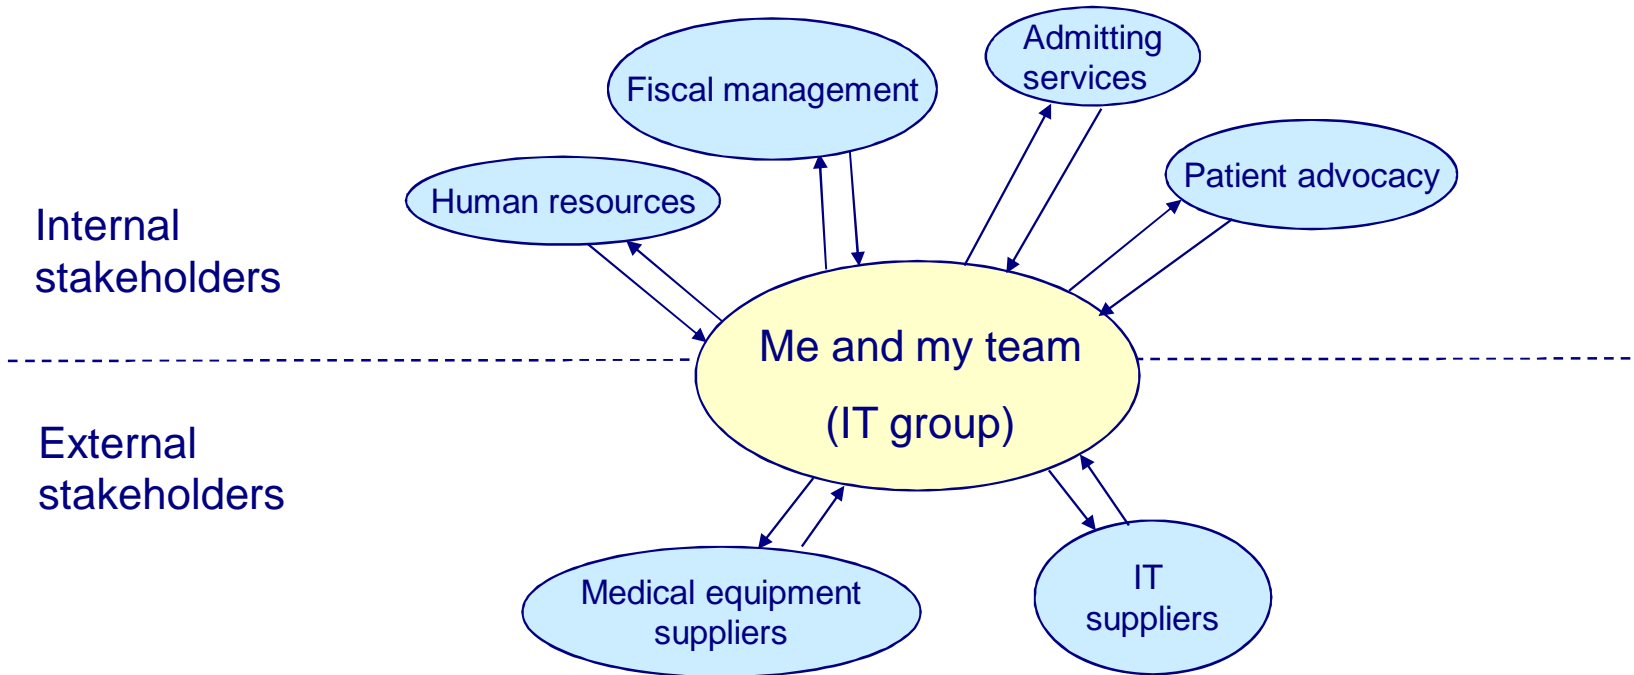 Admitting
services
Fiscal management
Patient advocacy
Human resources
Internal
stakeholders
Me and my team
(IT group)
External
stakeholders
Medical equipment
suppliers
IT
suppliers